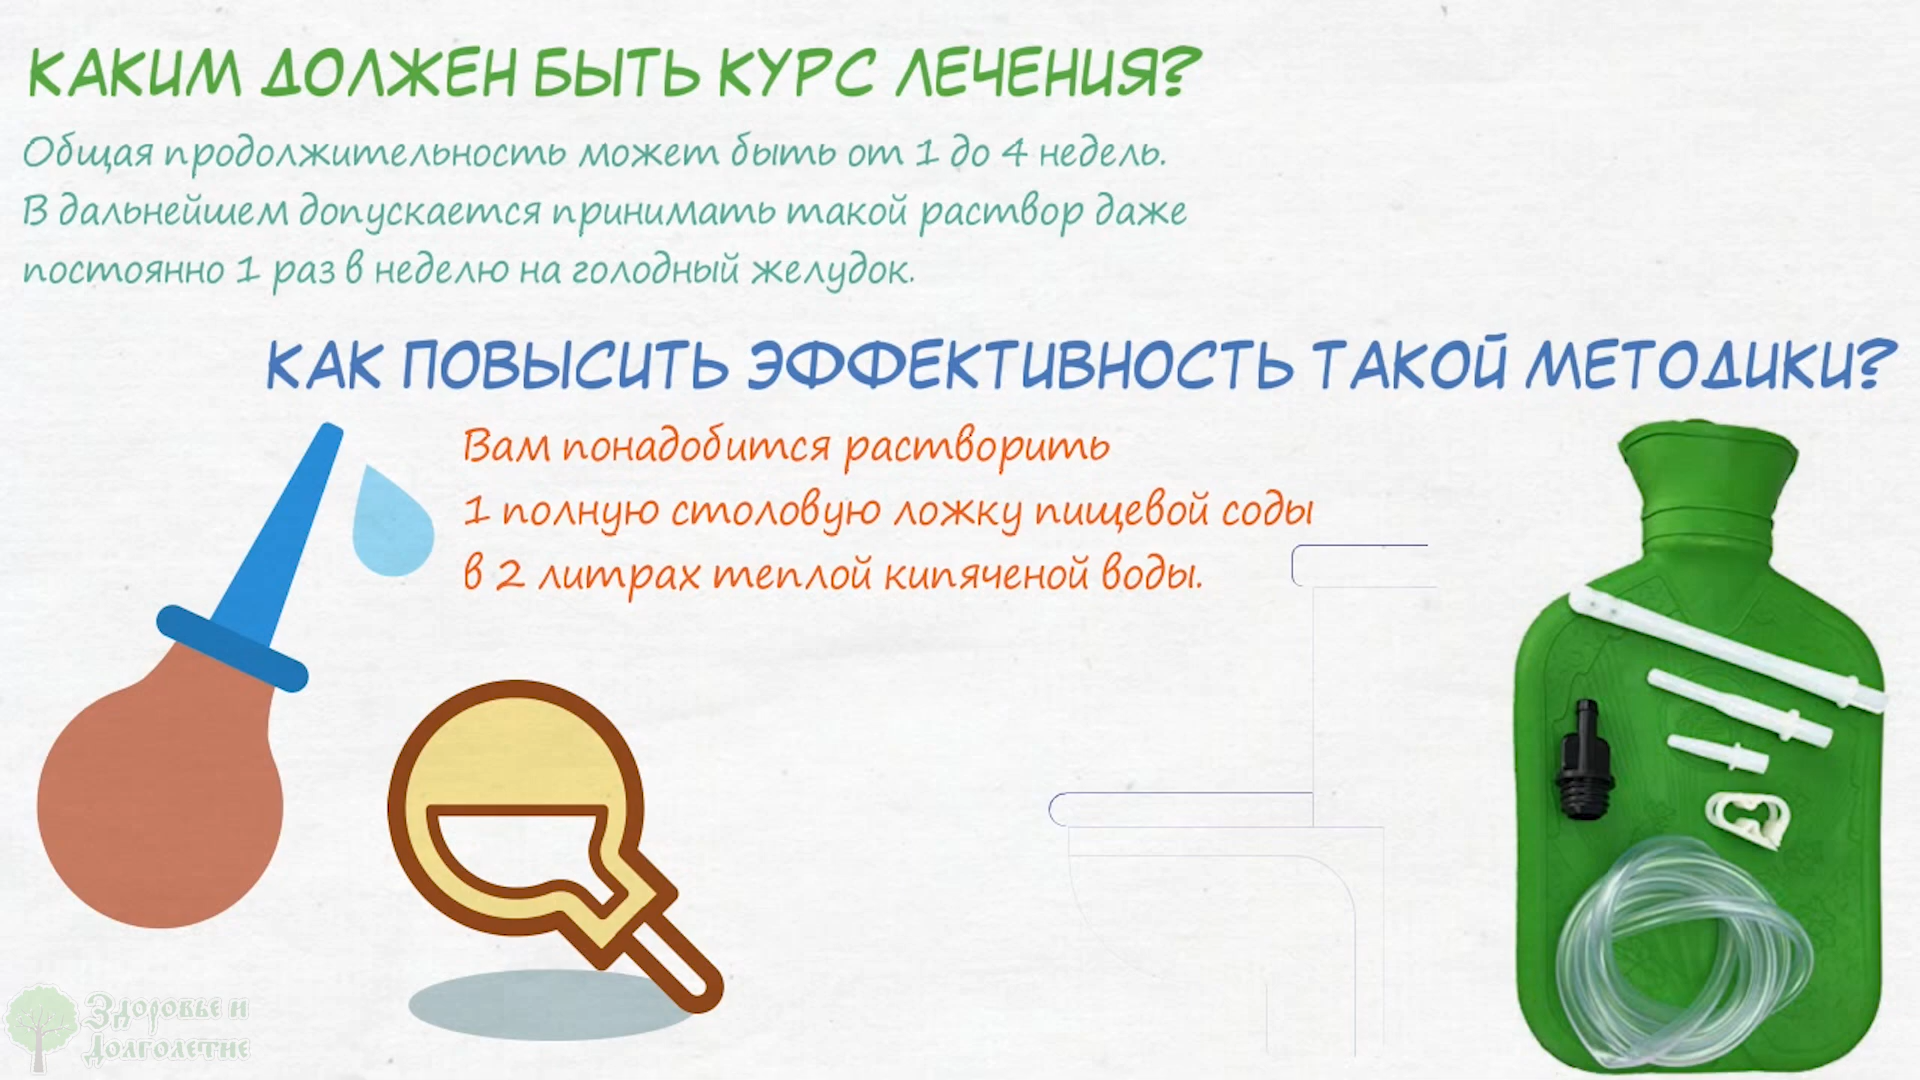 КАКИМ ДОЛЖЕН БЫТЬ КУРС ЛЕЧЕНИЯ?
Общая продолжительность может быть от 1 до 4 недель.
В дальнейшем допускается принимать такой раствор даже
постоянно 1 раз в неделю на голодный желудок.
КАК ПОВЫСИТЬ ЭФФЕКТИВНОСТЬ ТАКОЙ МЕТОДИКИ?
Вам понадобится растворить
1 полную столовую ложку пищевой соды
в 2 литрах теплой кипяченой воды.
Здоровье и
Долголетие